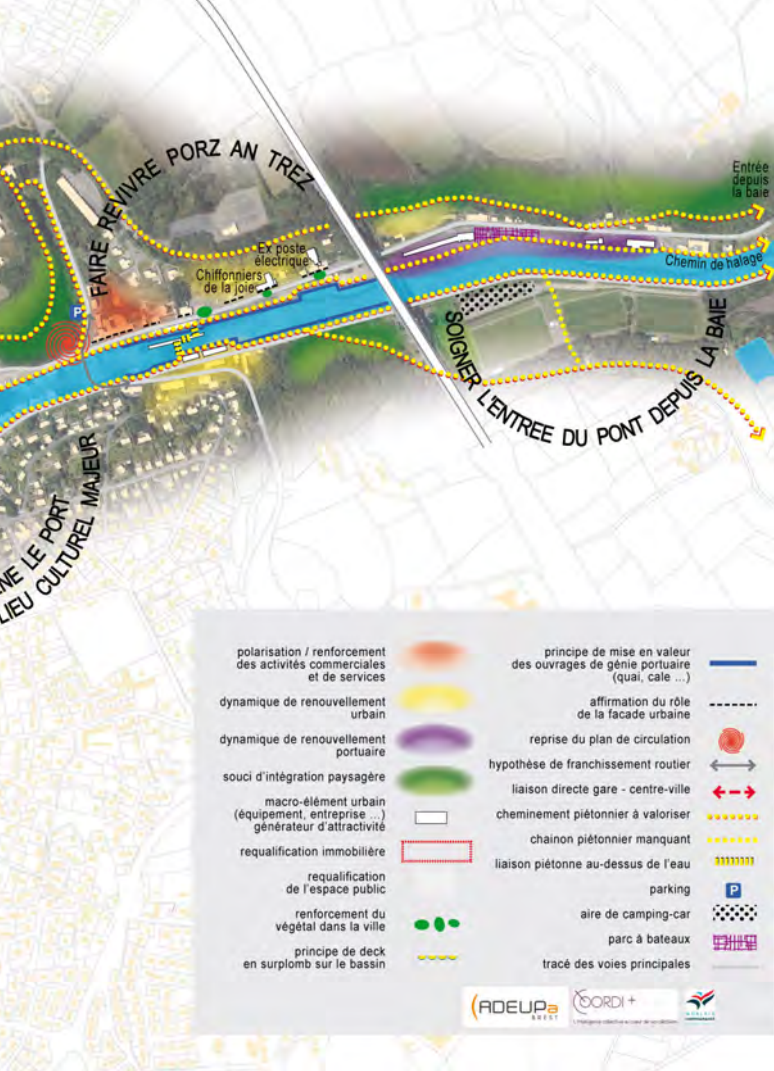 FAIRE REVIVRE PORZ AN TREZ
Entrée
depuis
la baie
Ex poste
électrique
Chiffonniers
de la joie
Chemin de halage
P
SOIGNER L'ENTREE DU PONT DEPUIS LA BAIE
NE LE PORT
LIEU CULTUREL MAJEUR
polarisation / renforcement
des activités commerciales
et de services
dynamique de renouvellement
urbain
dynamique de renouvellement
portuaire
souci d'intégration paysagère
macro-élément urbain
(équipement, entreprise ...)
générateur d'attractivité
requalification immobilière
requalification
de l'espace public
renforcement du
végétal dans la ville
principe de deck
en surplomb sur le bassin
principe de mise en valeur
des ouvrages de génie portuaire
(quai, cale ...)
affirmation du rôle
de la facade urbaine
reprise du plan de circulation
hypothèse de franchissement routier
liaison directe gare - centre-ville
cheminement piétonnier à valoriser
chainon piétonnier manquant
liaison piétonne au-dessus de l'eau
parking
P
aire de camping-car
parc à bateaux
tracé des voies principales
ADEUPa
BREST
COORDI +